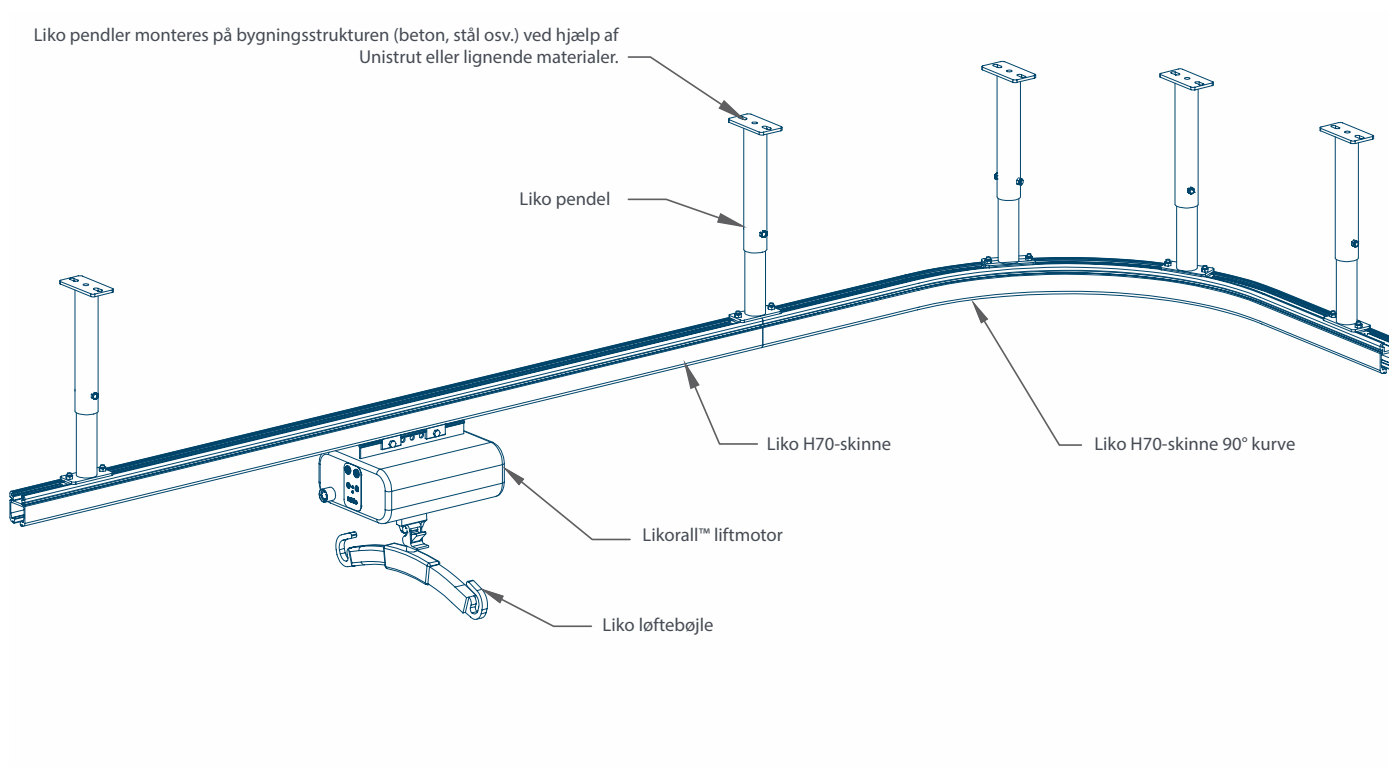 Liko pendler monteres på bygningsstrukturen (beton, stål osv.) ved hjælp af
Unistrut eller lignende materialer.
Liko pendel
Liko H70-skinne
Liko H70-skinne 90° kurve
Likorall™ liftmotor
Liko løftebøjle